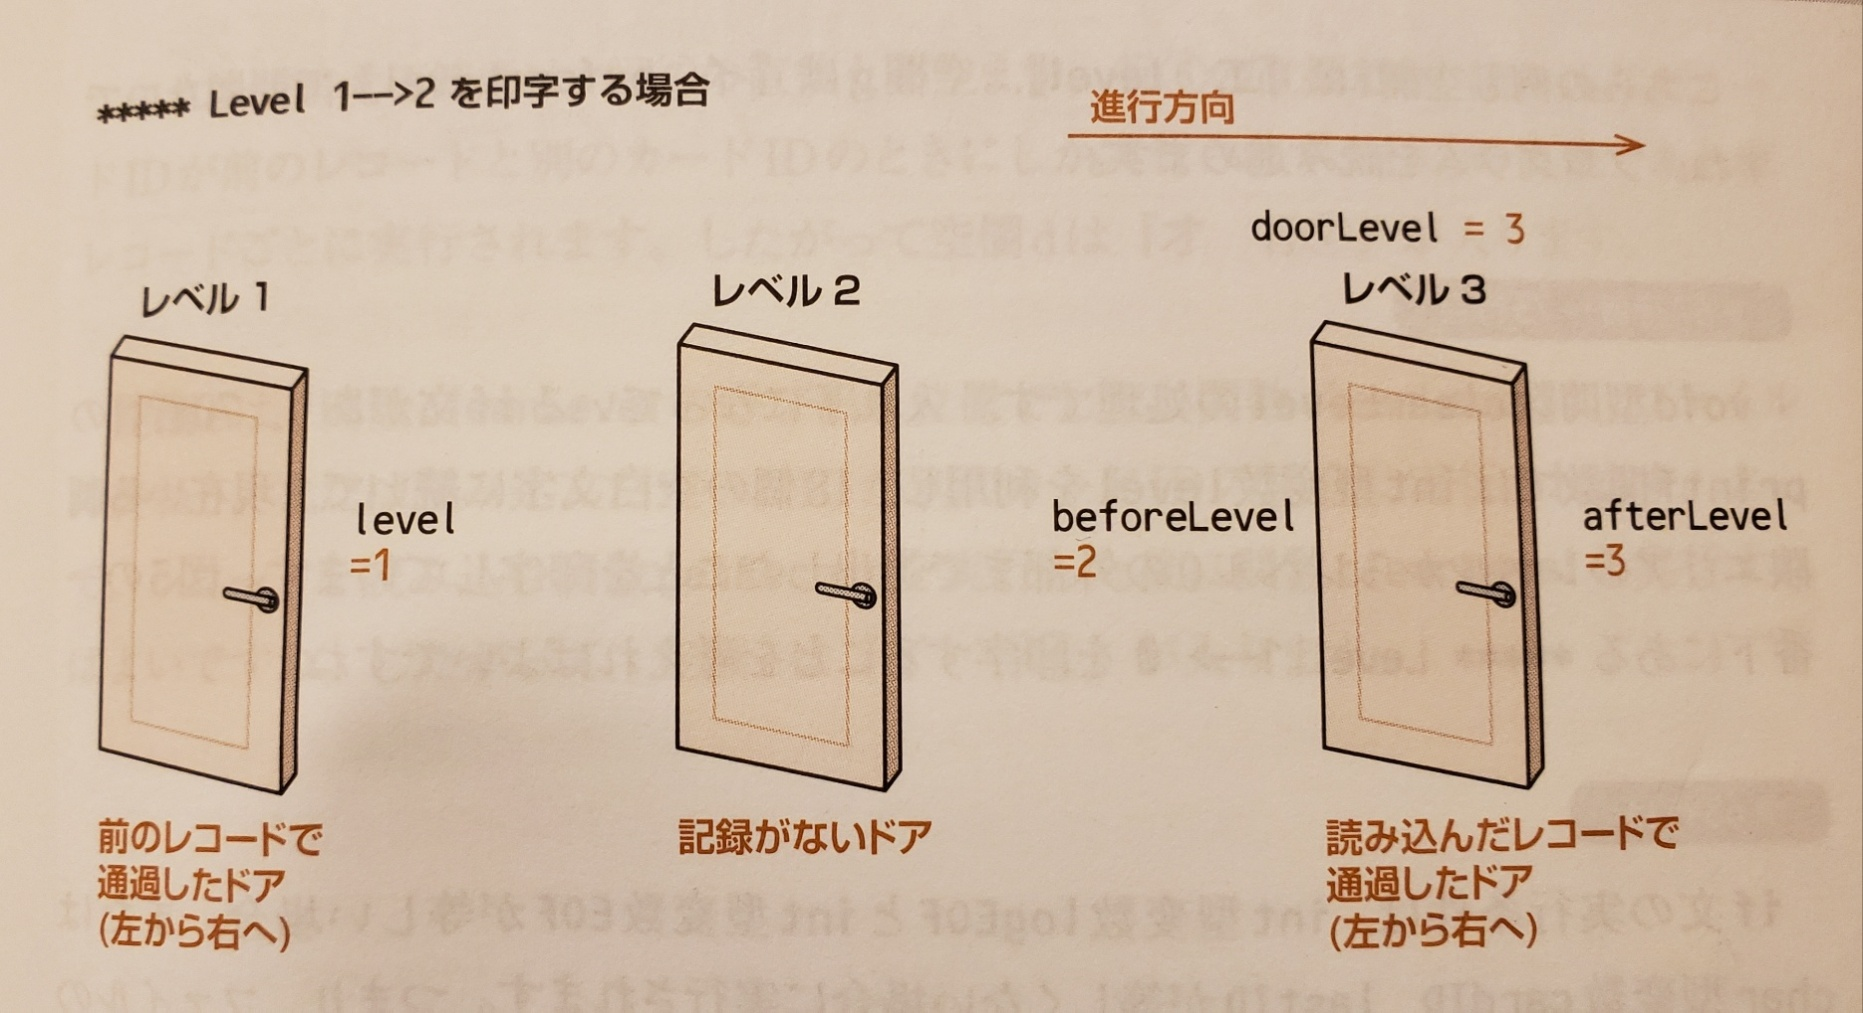 ***** Level 1-->2 を印字する場合
進行方向
doorLevel = 3
レベル 1
レベル 2
レベル 3
level
=1
beforeLevel
=2
afterLevel
=3
前のレコードで
通過したドア
(左から右へ)
記録がないドア
読み込んだレコードで
通過したドア
(左から右へ)